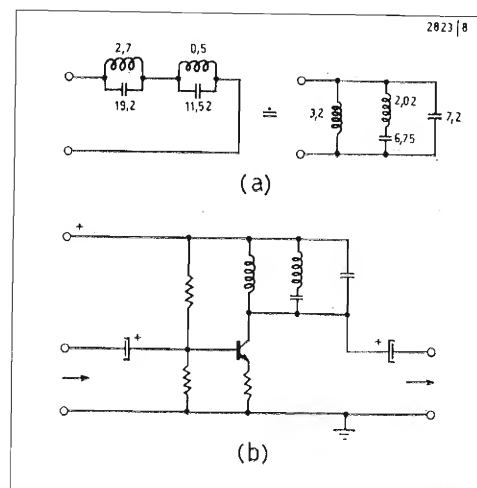 2823/8
2,7 0,5
19,2 11,52
≐
3,2 2,02 7,2
6,75
(a)
+
+ +
(b)